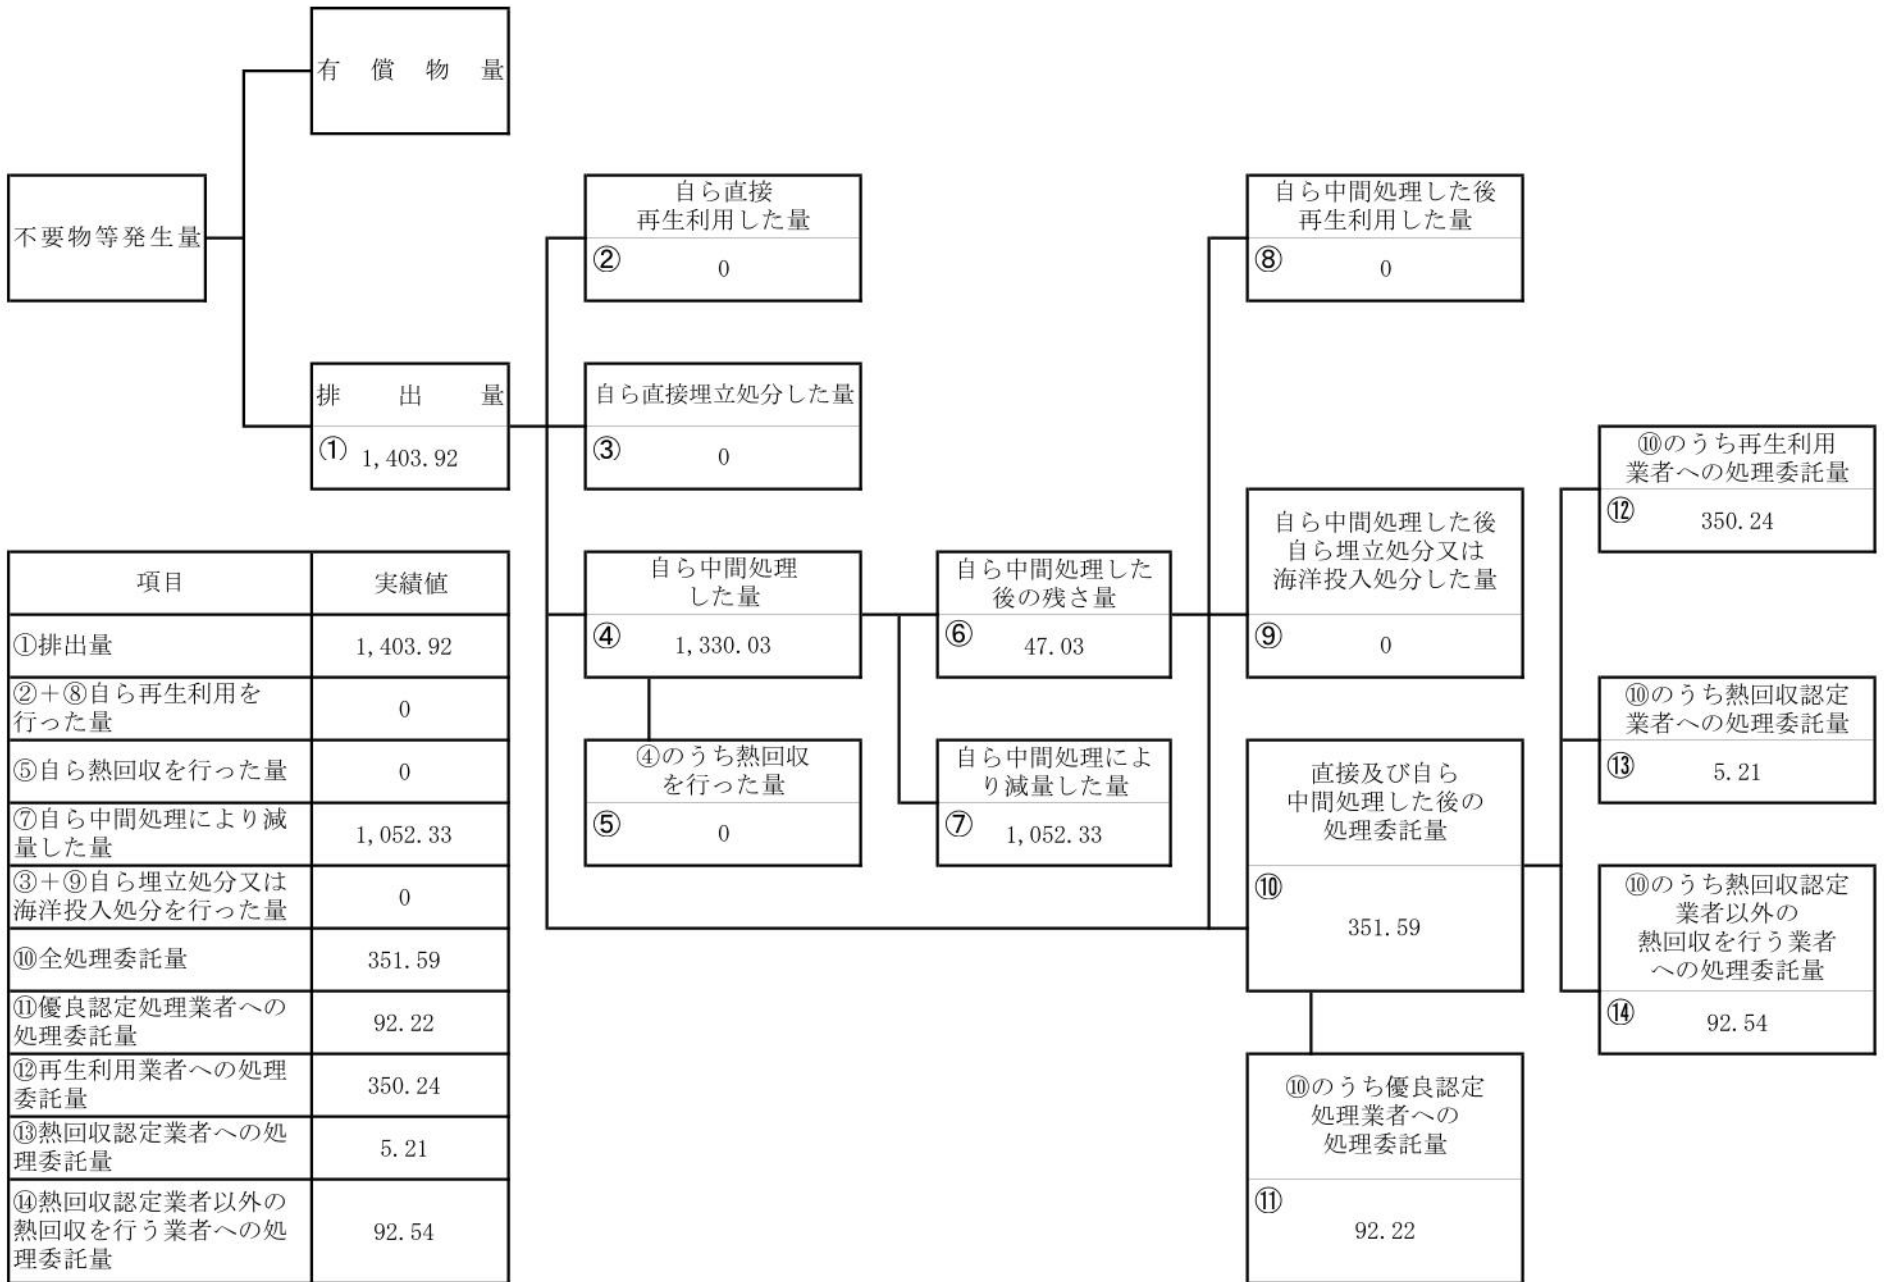 有償物量
不要物等発生量
排出量
① 1,403.92
自ら直接
再生利用した量
② 0
自ら直接埋立処分した量
③ 0
自ら中間処理
した量
④ 1,330.03
④のうち熱回収
を行った量
⑤ 0
自ら中間処理した
後の残さ量
⑥ 47.03
自ら中間処理によ
り減量した量
⑦ 1,052.33
自ら中間処理した後
再生利用した量
⑧ 0
自ら中間処理した後
自ら埋立処分又は
海洋投入処分した量
⑨ 0
直接及び自ら
中間処理した後の
処理委託量
⑩
351.59
⑩のうち優良認定
処理業者への
処理委託量
⑪
92.22
⑩のうち再生利用
業者への処理委託量
⑫ 350.24
⑩のうち熱回収認定
業者への処理委託量
⑬ 5.21
⑩のうち熱回収認定
業者以外の
熱回収を行う業者
への処理委託量
⑭ 92.54
項目 実績値
①排出量 1,403.92
②＋⑧自ら再生利用を
行った量 0
⑤自ら熱回収を行った量 0
⑦自ら中間処理により減
量した量 1,052.33
③＋⑨自ら埋立処分又は
海洋投入処分を行った量 0
⑩全処理委託量 351.59
⑪優良認定処理業者への
処理委託量 92.22
⑫再生利用業者への処理
委託量 350.24
⑬熱回収認定業者への処
理委託量 5.21
⑭熱回収認定業者以外の
熱回収を行う業者への処
理委託量 92.54